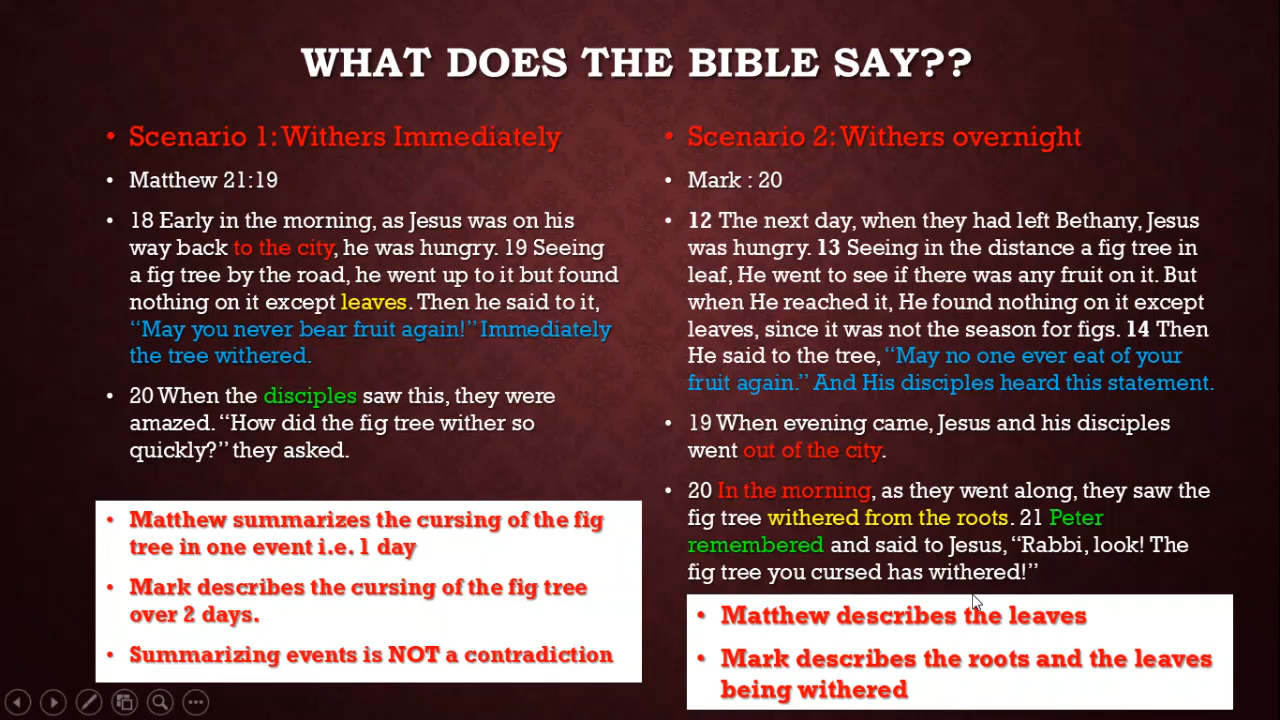 WHAT DOES THE BIBLE SAY??
• Scenario 1: Withers Immediately
• Matthew 21:19
• 18 Early in the morning, as Jesus was on his
way back to the city, he was hungry. 19 Seeing
a fig tree by the road, he went up to it but found
nothing on it except leaves. Then he said to it,
“May you never bear fruit again!” Immediately
the tree withered.
• 20 When the disciples saw this, they were
amazed. “How did the fig tree wither so
quickly?” they asked.
• Matthew summarizes the cursing of the fig
tree in one event i.e. 1 day
• Mark describes the cursing of the fig tree
over 2 days.
• Summarizing events is NOT a contradiction
• Scenario 2: Withers overnight
• Mark : 20
• 12 The next day, when they had left Bethany, Jesus
was hungry. 13 Seeing in the distance a fig tree in
leaf, He went to see if there was any fruit on it. But
when He reached it, He found nothing on it except
leaves, since it was not the season for figs. 14 Then
He said to the tree, “May no one ever eat of your
fruit again.” And His disciples heard this statement.
• 19 When evening came, Jesus and his disciples
went out of the city.
• 20 In the morning, as they went along, they saw the
fig tree withered from the roots. 21 Peter
remembered and said to Jesus, “Rabbi, look! The
fig tree you cursed has withered!”
• Matthew describes the leaves
• Mark describes the roots and the leaves
being withered